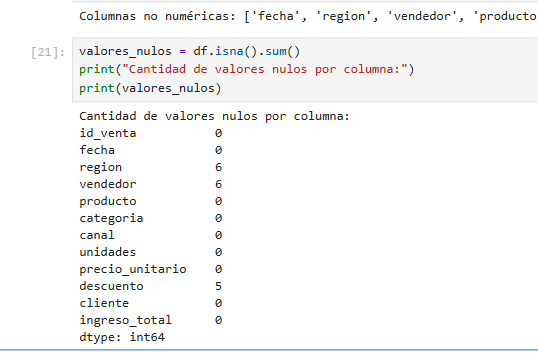 Columnas no numéricas: ['fecha', 'region', 'vendedor', 'producto
[21]: valores_nulos = df.isna().sum()
print("Cantidad de valores nulos por columna:")
print(valores_nulos)
Cantidad de valores nulos por columna:
id_venta 0
fecha 0
region 6
vendedor 6
producto 0
categoria 0
canal 0
unidades 0
precio_unitario 0
descuento 5
cliente 0
ingreso_total 0
dtype: int64